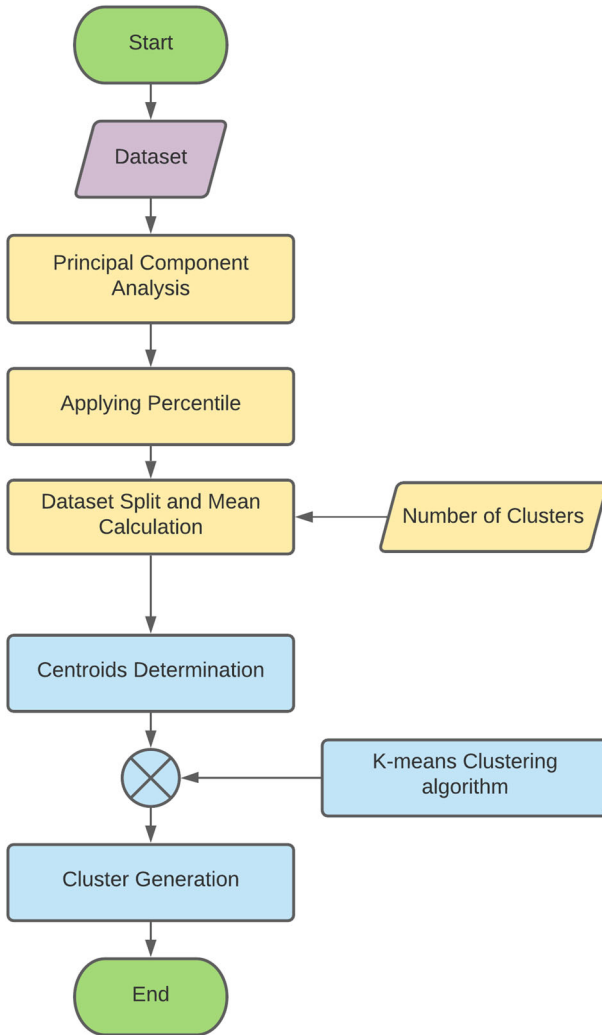 Start
Dataset
Principal Component
Analysis
Applying Percentile
Dataset Split and Mean
Calculation
Number of Clusters
Centroids Determination
K-means Clustering
algorithm
Cluster Generation
End